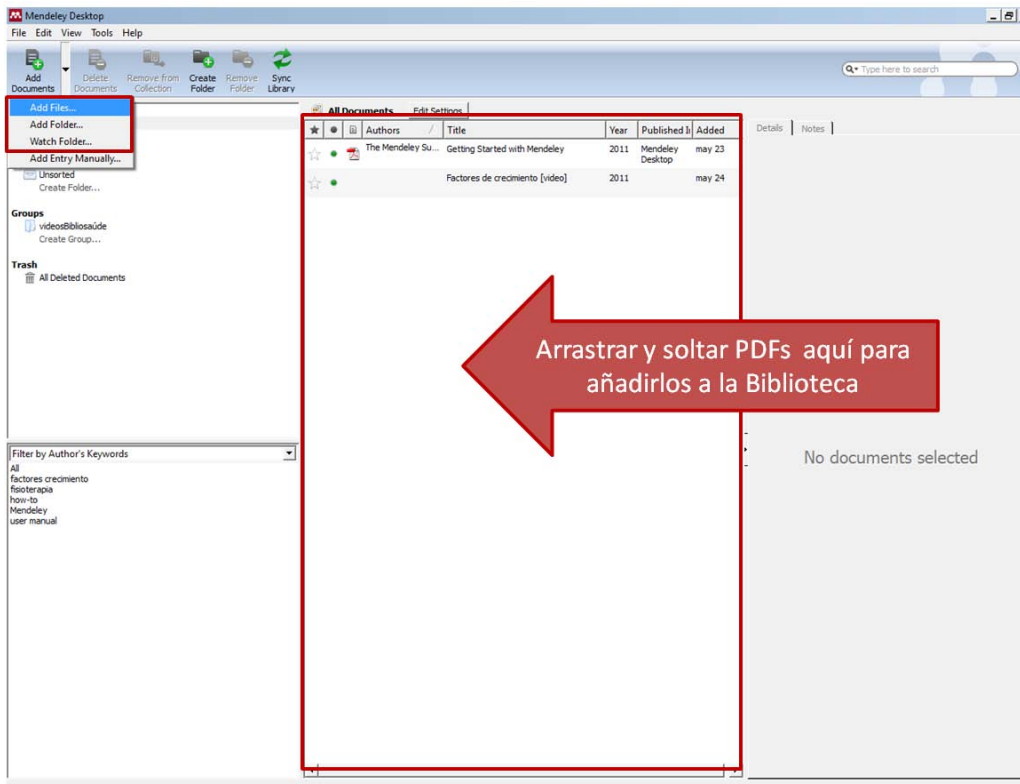 Mendeley Desktop
File Edit View Tools Help
Add Documents
Delete Documents
Remove from Collection
Create Folder
Remove Folder
Sync Library
Type here to search
Add Files...
Add Folder...
Watch Folder...
Add Entry Manually...
Unsorted
Create Folder...
Groups
videosBibliosaúde
Create Group...
Trash
All Deleted Documents
Filter by Author's Keywords
All
factores crecimiento
fisioterapia
how-to
Mendeley
user manual
All Documents Edit Settings
Authors Title Year Published In Added
The Mendeley Su... Getting Started with Mendeley 2011 Mendeley Desktop may 23
Factores de crecimiento [video] 2011 may 24
Arrastrar y soltar PDFs aquí para
añadirlos a la Biblioteca
Details Notes
No documents selected